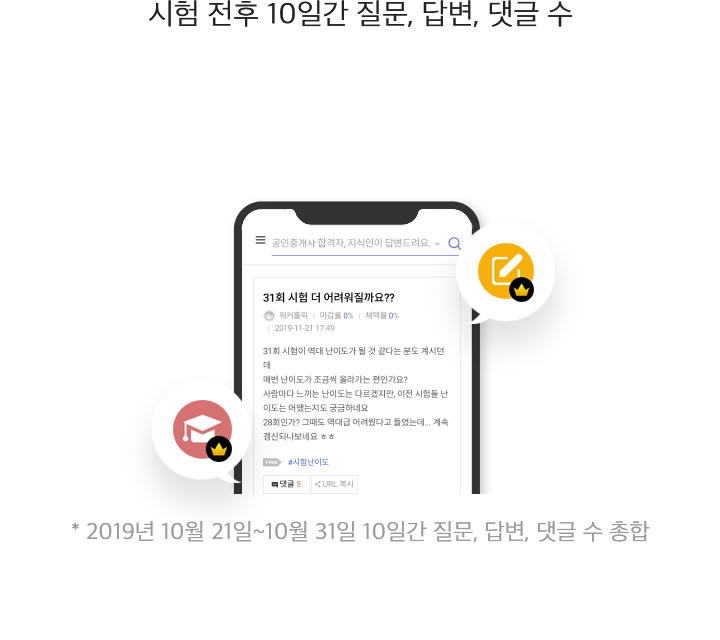 시험 전후 10일간 질문, 답변, 댓글 수
공인중개사 합격자, 지식인이 답변드려요.
31회 시험 더 어려워질까요??
워커홀릭 | 마감률 0% | 채택률 0%
| 2019-11-21 17:49
31회 시험이 역대 난이도가 될 것 같다는 분도 계시던
데
매번 난이도가 조금씩 올라가는 편인가요?
사람마다 느끼는 난이도는 다르겠지만, 이전 시험들 난
이도는 어땠는지도 궁금하네요
28회인가? 그때도 역대급 어려웠다고 들었는데... 계속
갱신되나보네요 ㅎㅎ
TAG #시험난이도
댓글 5 URL 복사
* 2019년 10월 21일~10월 31일 10일간 질문, 답변, 댓글 수 총합